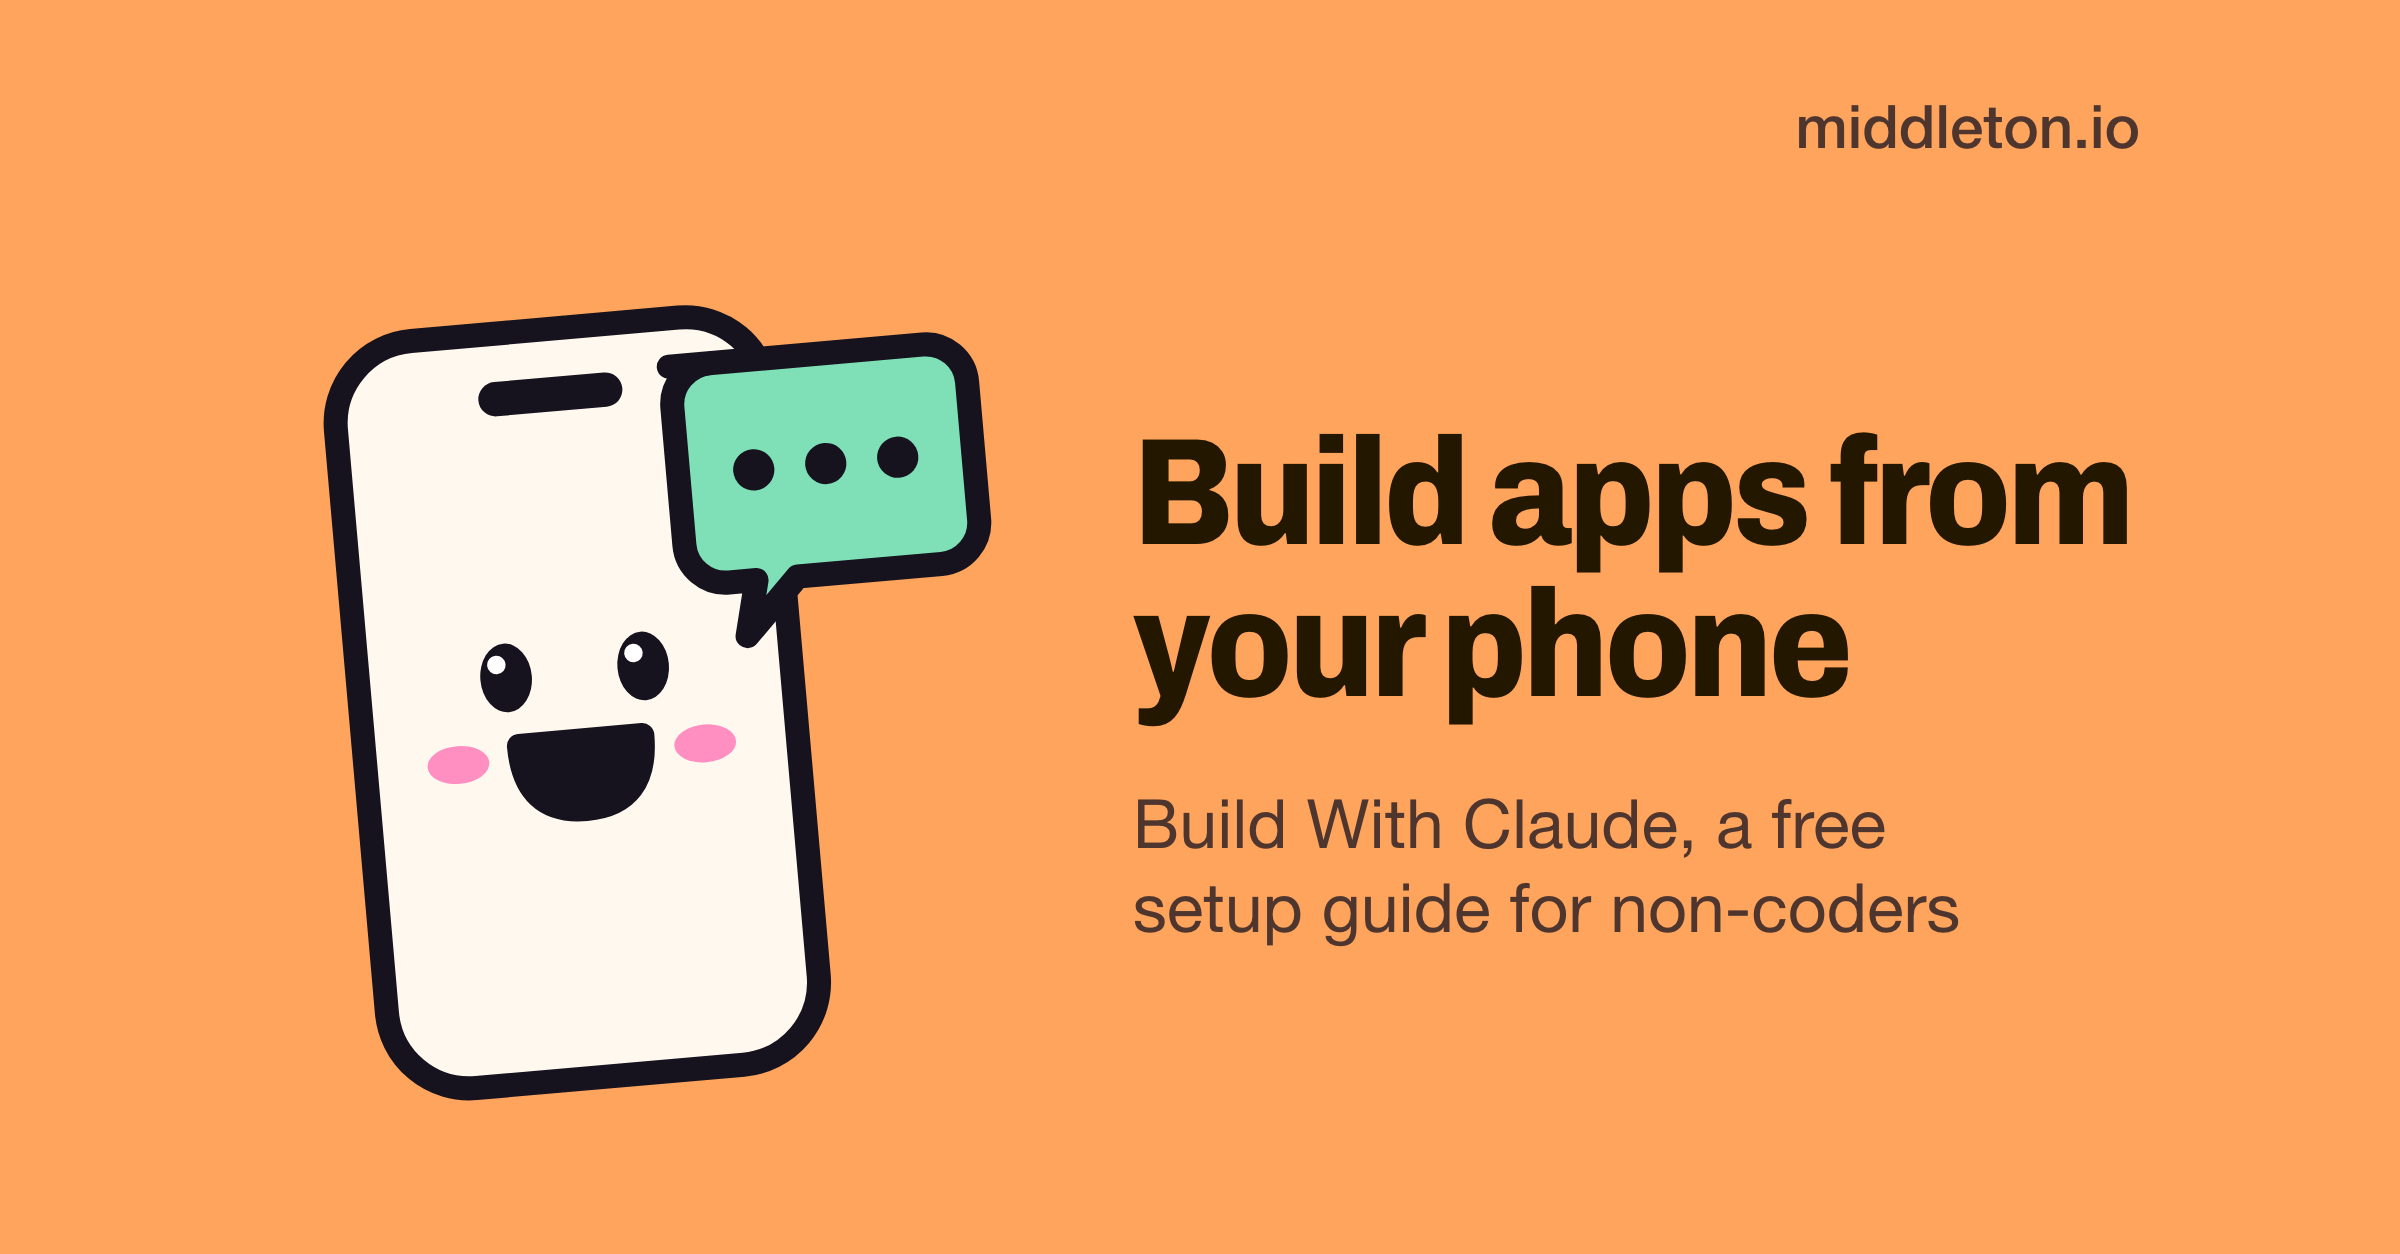 middleton.io
Build apps from
your phone
Build With Claude, a free
setup guide for non-coders